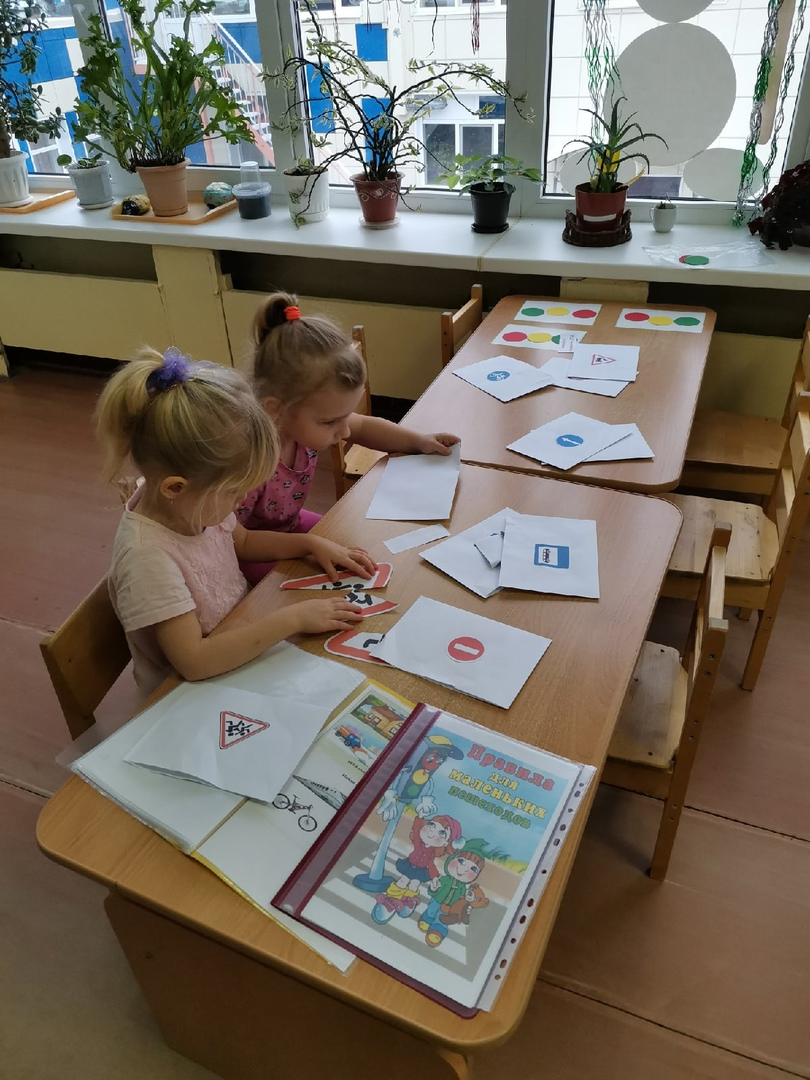 Правила
для
маленьких
пешеходов